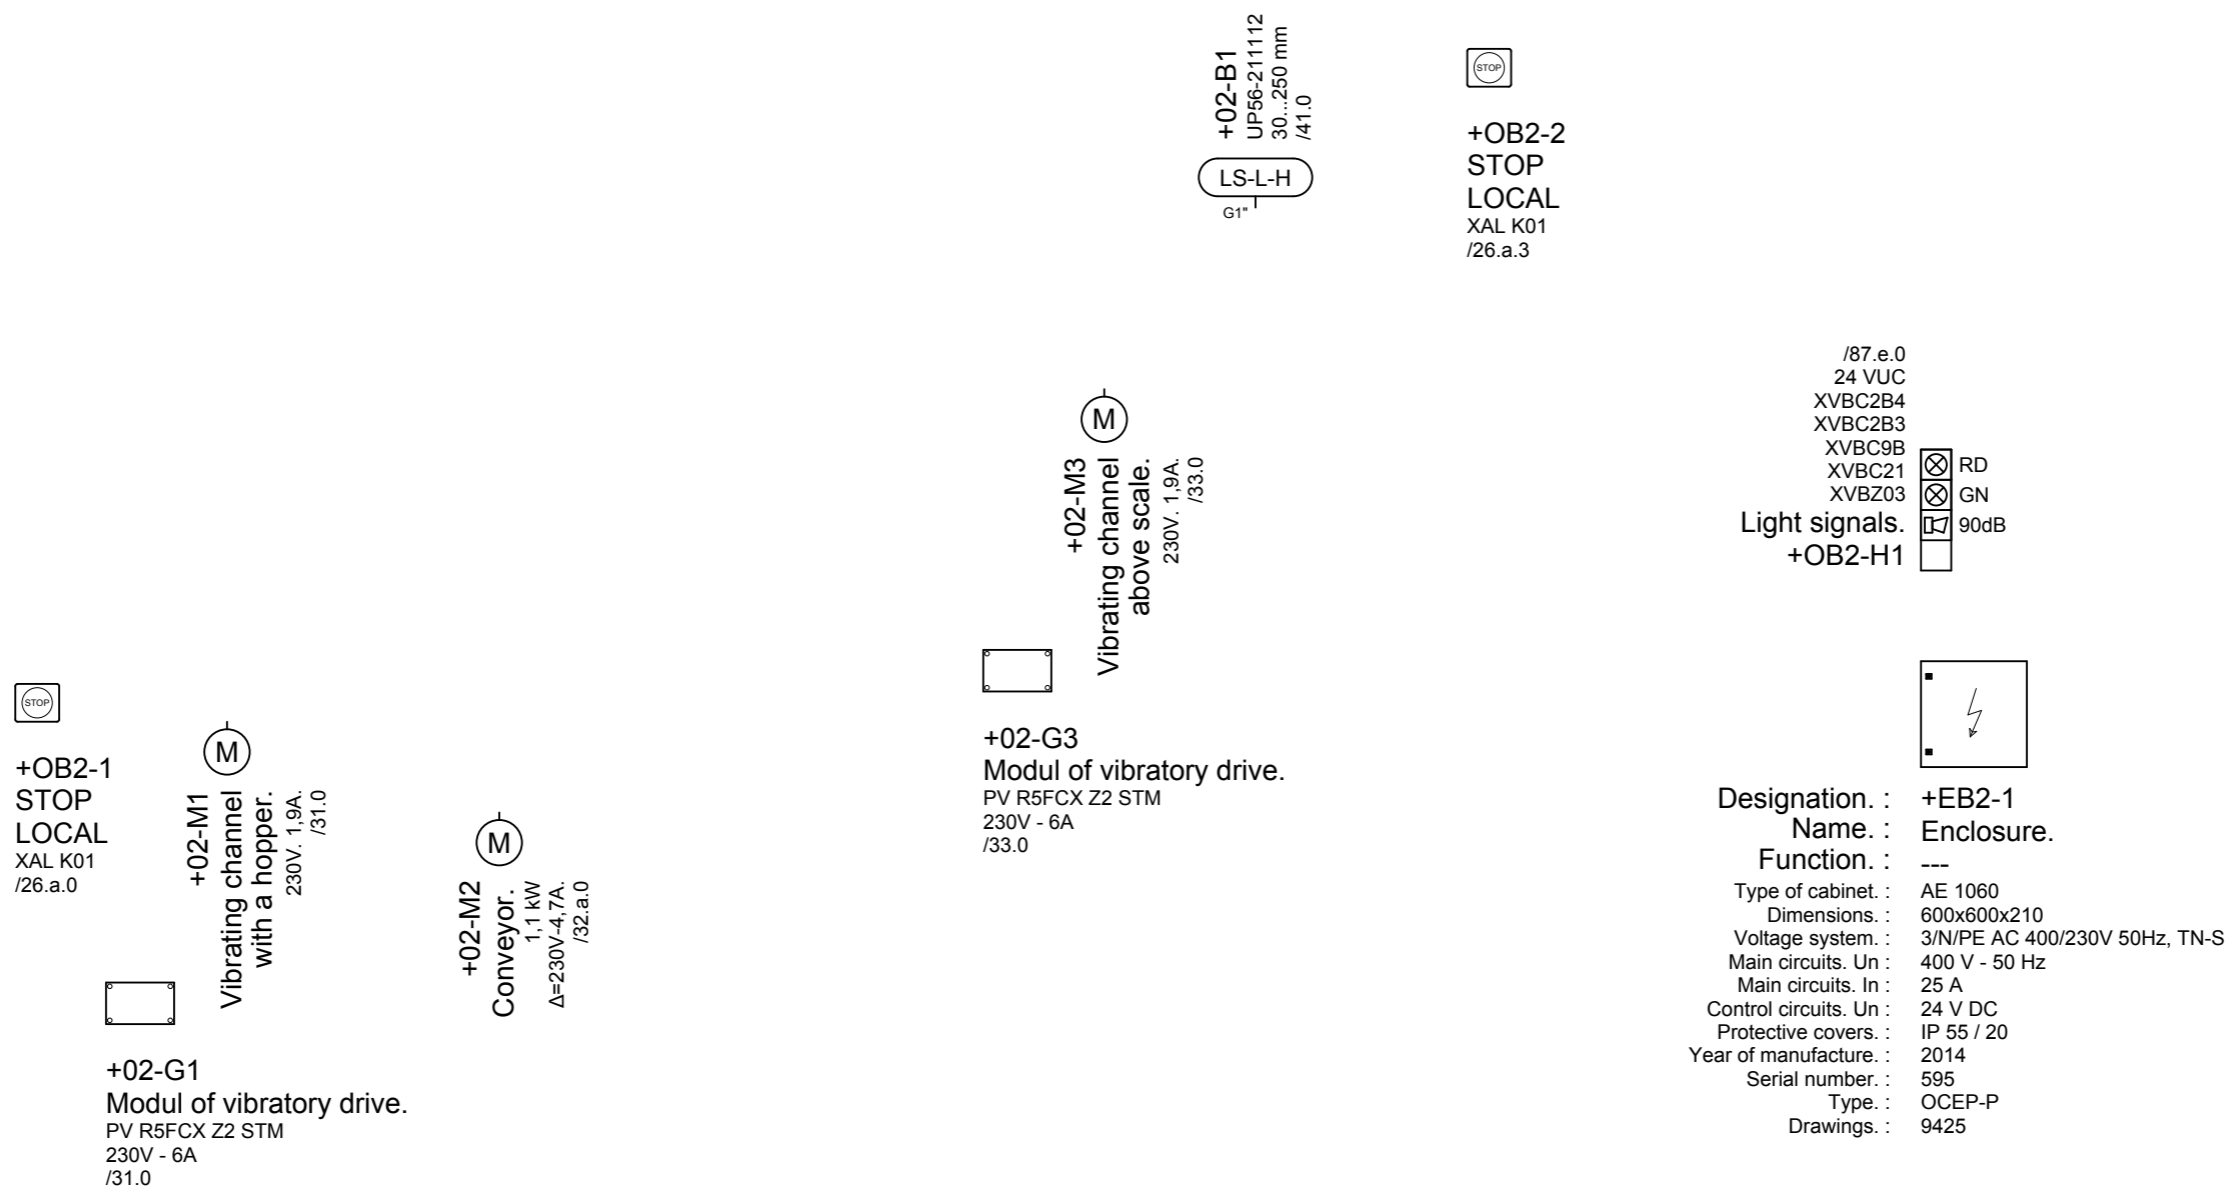 +02-B1
UP56-211112
30...250 mm
/41.0
LS-L-H
G1"
STOP
+OB2-2
STOP
LOCAL
XAL K01
/26.a.3
/87.e.0
24 VUC
XVBC2B4
XVBC2B3
XVBC9B
XVBC21
XVBZ03
Light signals.
+OB2-H1
RD
GN
90dB
M
+02-M3
Vibrating channel
above scale.
230V. 1,9A.
/33.0
+02-G3
Modul of vibratory drive.
PV R5FCX Z2 STM
230V - 6A
/33.0
STOP
+OB2-1
STOP
LOCAL
XAL K01
/26.a.0
M
+02-M1
Vibrating channel
with a hopper.
230V. 1,9A.
/31.0
M
+02-M2
Conveyor.
1,1 kW
Δ=230V-4,7A.
/32.a.0
+02-G1
Modul of vibratory drive.
PV R5FCX Z2 STM
230V - 6A
/31.0
Designation. : +EB2-1
Name. : Enclosure.
Function. : ---
Type of cabinet. : AE 1060
Dimensions. : 600x600x210
Voltage system. : 3/N/PE AC 400/230V 50Hz, TN-S
Main circuits. Un : 400 V - 50 Hz
Main circuits. In : 25 A
Control circuits. Un : 24 V DC
Protective covers. : IP 55 / 20
Year of manufacture. : 2014
Serial number. : 595
Type. : OCEP-P
Drawings. : 9425